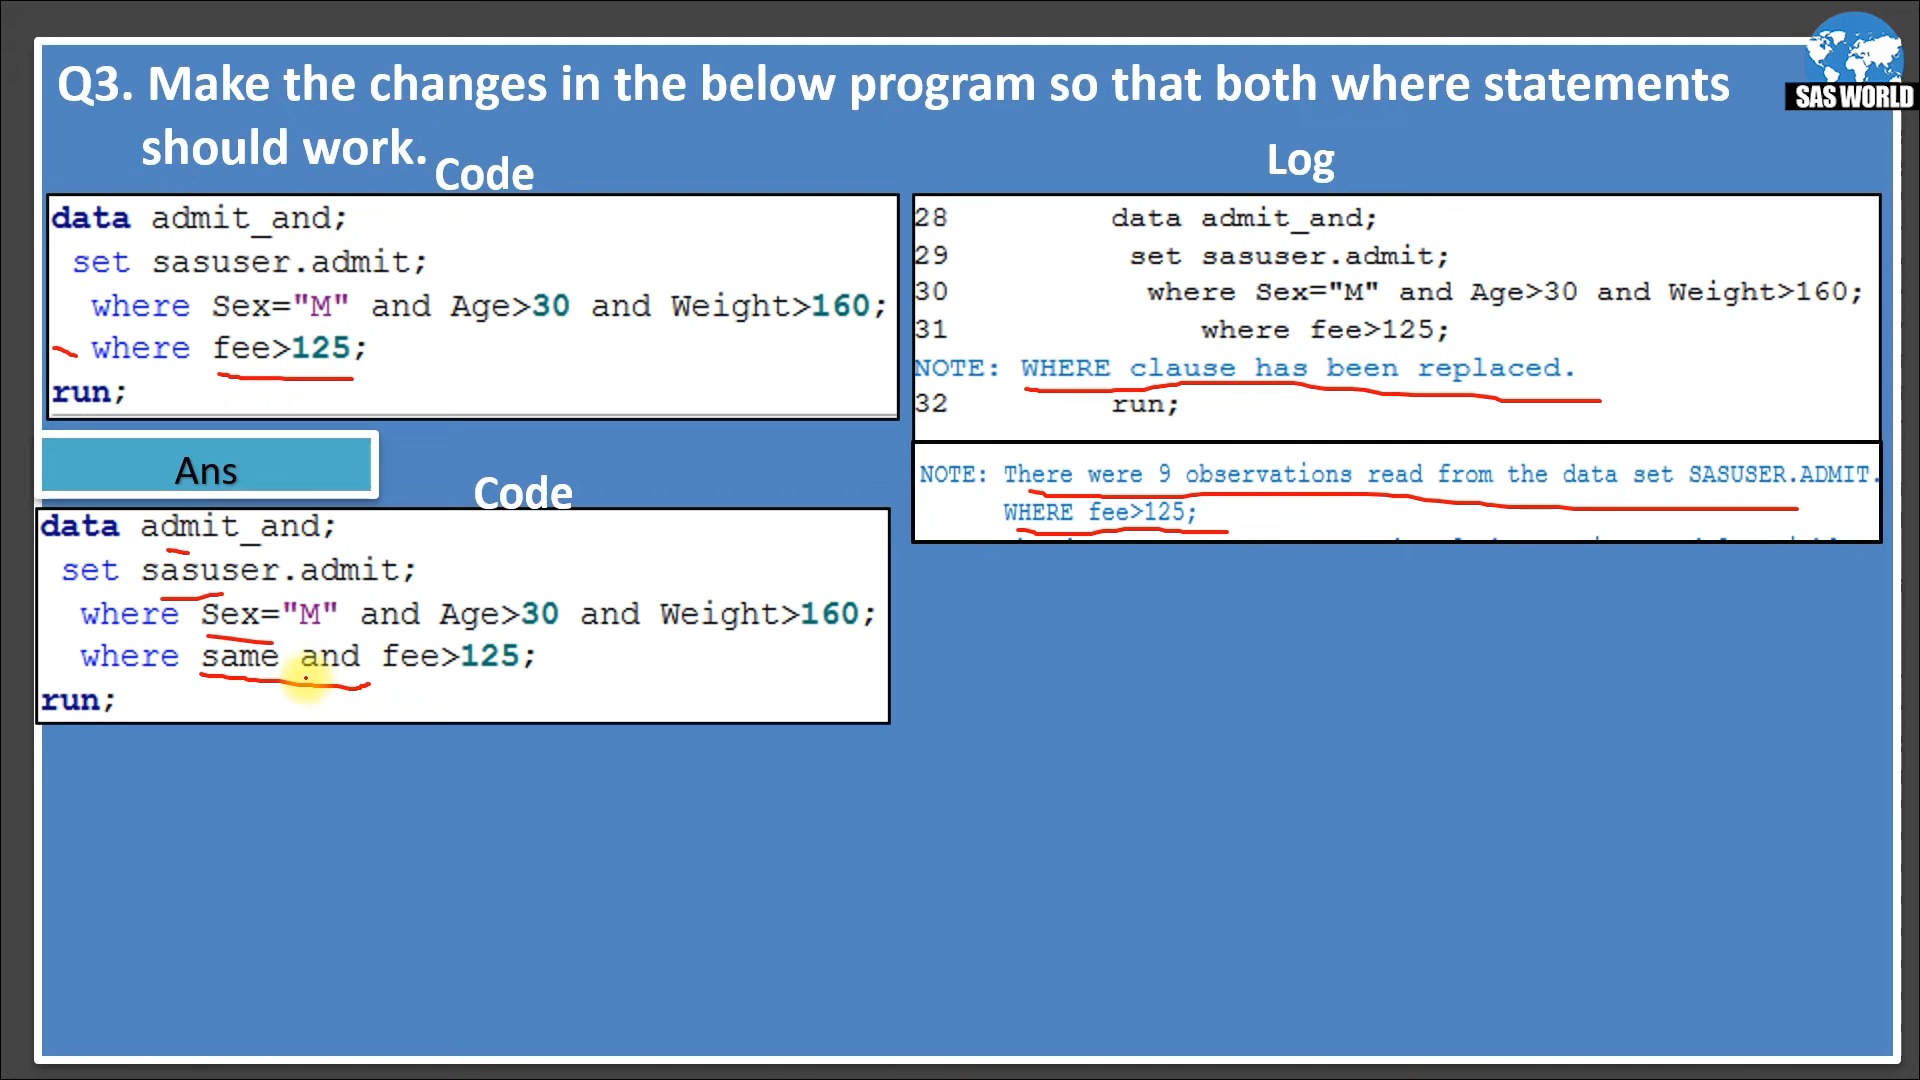 Q3. Make the changes in the below program so that both where statements
should work.
SAS WORLD
Code
data admit_and;
set sasuser.admit;
where Sex="M" and Age>30 and Weight>160;
where fee>125;
run;
Log
28 data admit_and;
29 set sasuser.admit;
30 where Sex="M" and Age>30 and Weight>160;
31 where fee>125;
NOTE: WHERE clause has been replaced.
32 run;
NOTE: There were 9 observations read from the data set SASUSER.ADMIT.
WHERE fee>125;
Ans
Code
data admit_and;
set sasuser.admit;
where Sex="M" and Age>30 and Weight>160;
where same and fee>125;
run;